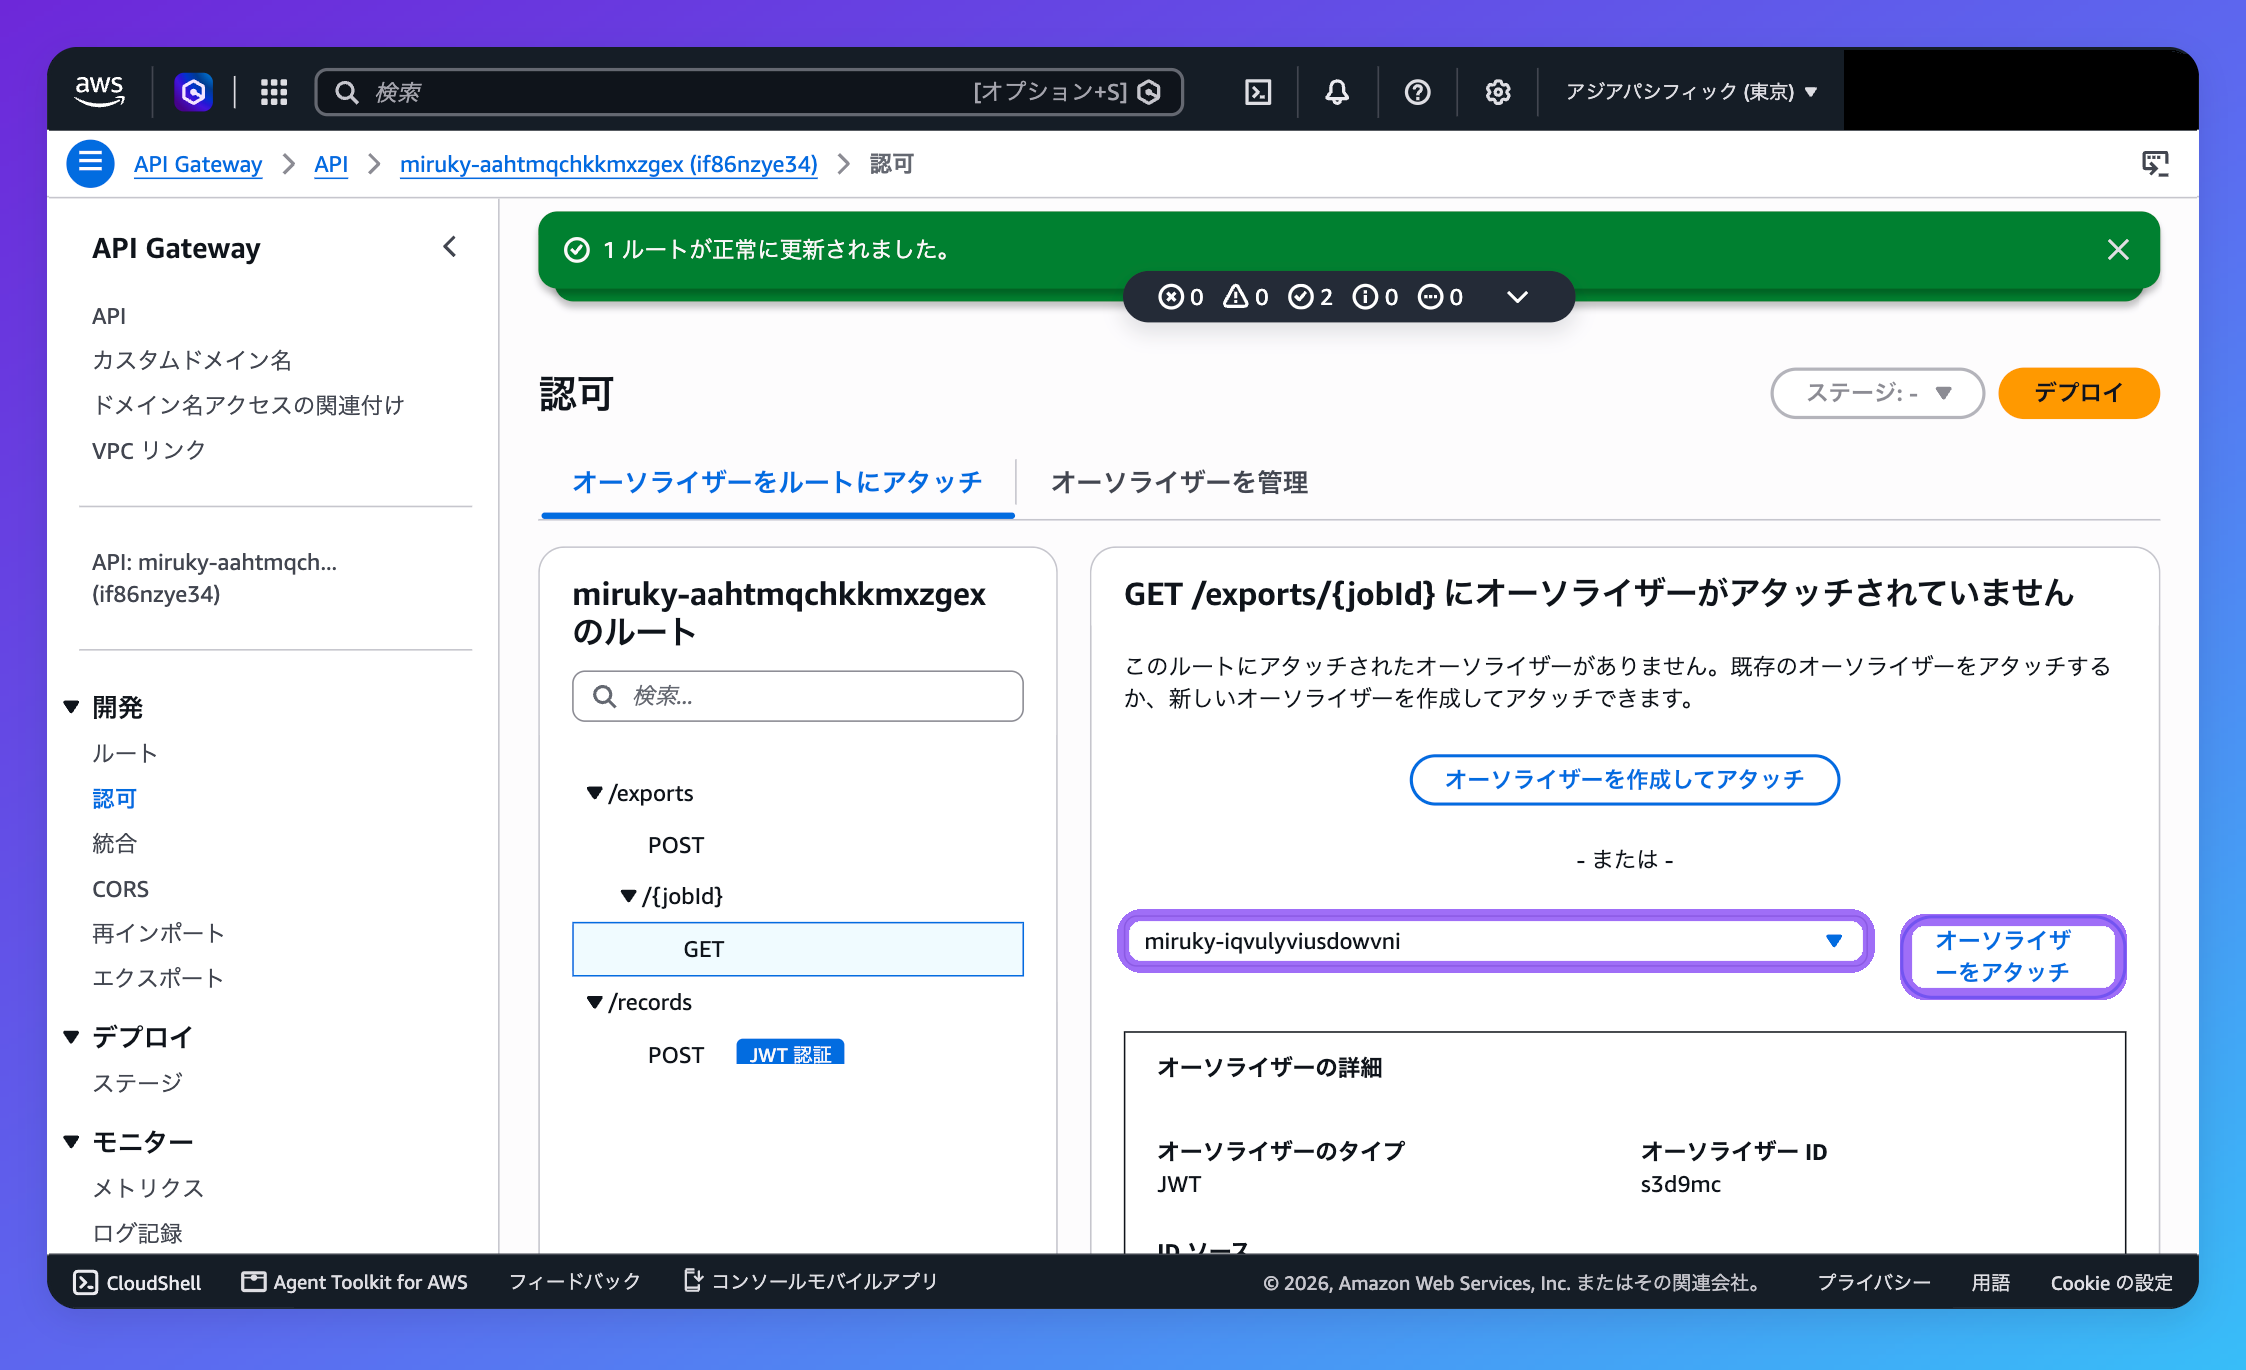 aws
検索
[オプション+S]
アジアパシフィック (東京) ▼
API Gateway
API
miruky-aahtmqchkkmxzgex (if86nzye34)
認可
API Gateway
API
カスタムドメイン名
ドメイン名アクセスの関連付け
VPC リンク
API: miruky-aahtmqch...
(if86nzye34)
▼ 開発
ルート
認可
統合
CORS
再インポート
エクスポート
▼ デプロイ
ステージ
▼ モニター
メトリクス
ログ記録
1 ルートが正常に更新されました。
0 0 2 0 0
認可
ステージ: - ▼
デプロイ
オーソライザーをルートにアタッチ
オーソライザーを管理
miruky-aahtmqchkkmxzgex
のルート
検索...
▼ /exports
POST
▼ /{jobId}
GET
▼ /records
POST JWT 認証
GET /exports/{jobId} にオーソライザーがアタッチされていません
このルートにアタッチされたオーソライザーがありません。既存のオーソライザーをアタッチする
か、新しいオーソライザーを作成してアタッチできます。
オーソライザーを作成してアタッチ
- または -
miruky-iqvulyviusdowvni
オーソライザ
ーをアタッチ
オーソライザーの詳細
オーソライザーのタイプ
JWT
オーソライザー ID
s3d9mc
ID ソース
CloudShell
Agent Toolkit for AWS
フィードバック
コンソールモバイルアプリ
© 2026, Amazon Web Services, Inc. またはその関連会社。
プライバシー
用語
Cookie の設定